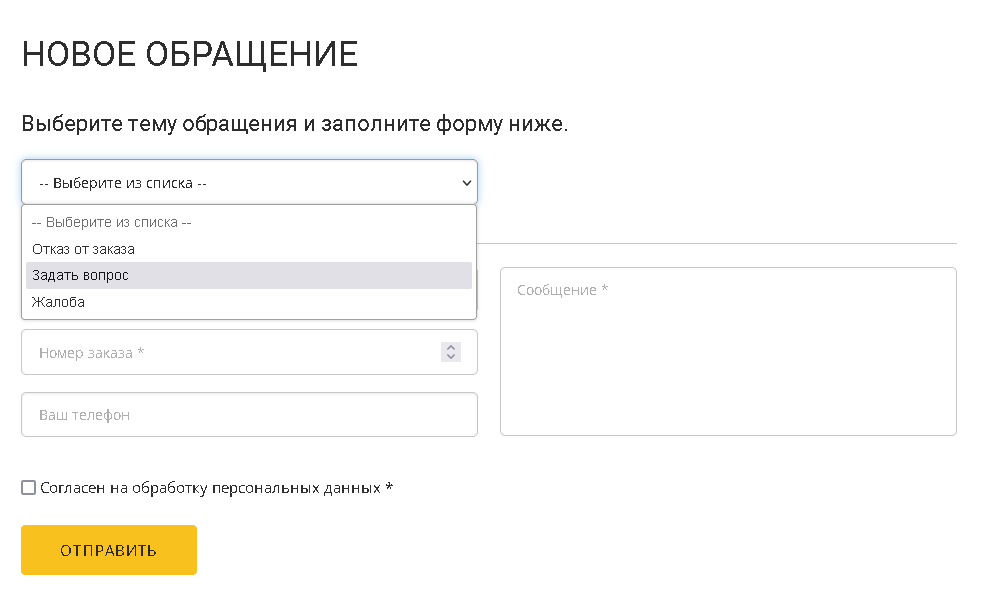 НОВОЕ ОБРАЩЕНИЕ
Выберите тему обращения и заполните форму ниже.
-- Выберите из списка --
-- Выберите из списка --
Отказ от заказа
Задать вопрос
Жалоба
Номер заказа *
Ваш телефон
Сообщение *
Согласен на обработку персональных данных *
ОТПРАВИТЬ